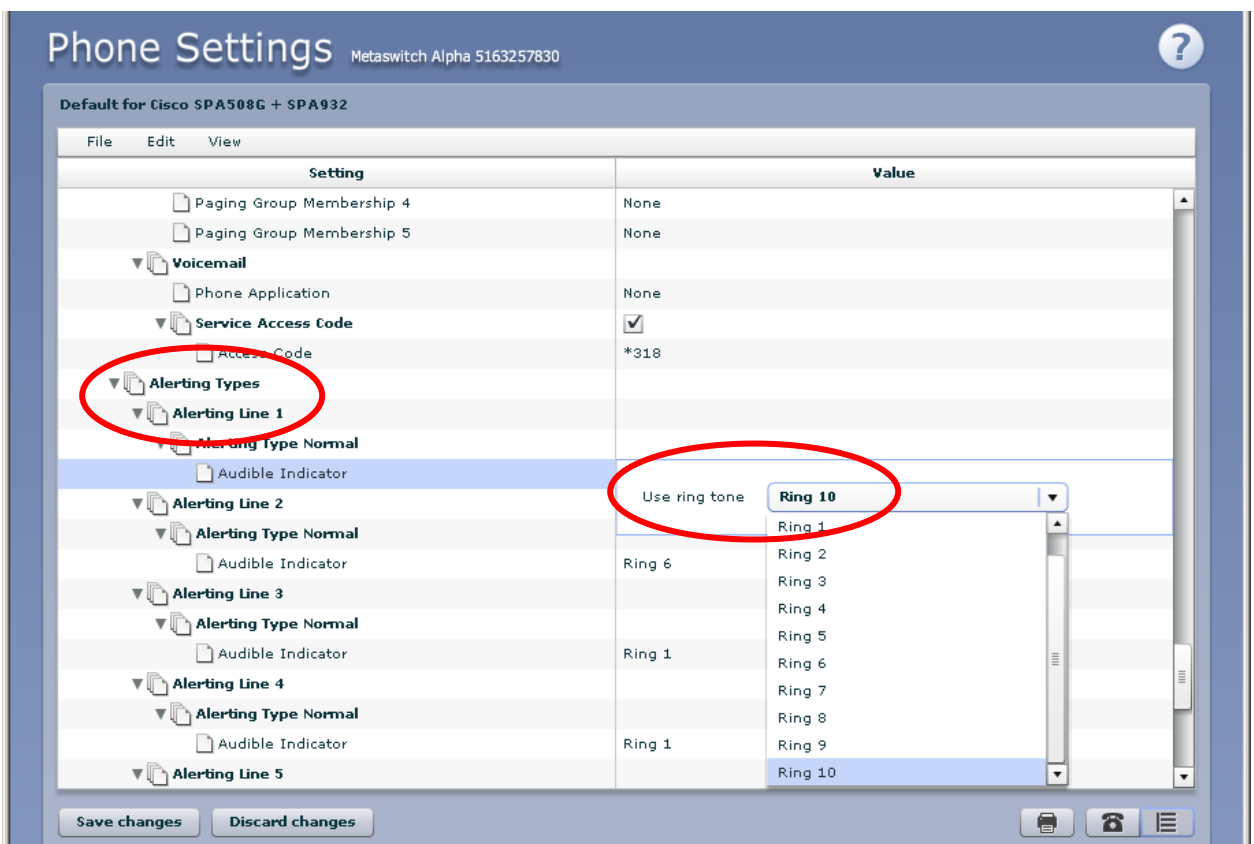 Phone Settings Metaswitch Alpha 5163257830 ?
Default for Cisco SPA508G + SPA932
File Edit View
Setting Value
Paging Group Membership 4 None
Paging Group Membership 5 None
Voicemail
Phone Application None
Service Access Code
Access Code *318
Alerting Types
Alerting Line 1
Alerting Type Normal
Audible Indicator
Use ring tone Ring 10
Alerting Line 2
Ring 1
Alerting Type Normal
Ring 2
Audible Indicator Ring 6
Ring 3
Alerting Line 3
Ring 4
Alerting Type Normal
Ring 5
Audible Indicator Ring 1
Ring 6
Alerting Line 4
Ring 7
Alerting Type Normal
Ring 8
Audible Indicator Ring 1
Ring 9
Alerting Line 5
Ring 10
Save changes Discard changes